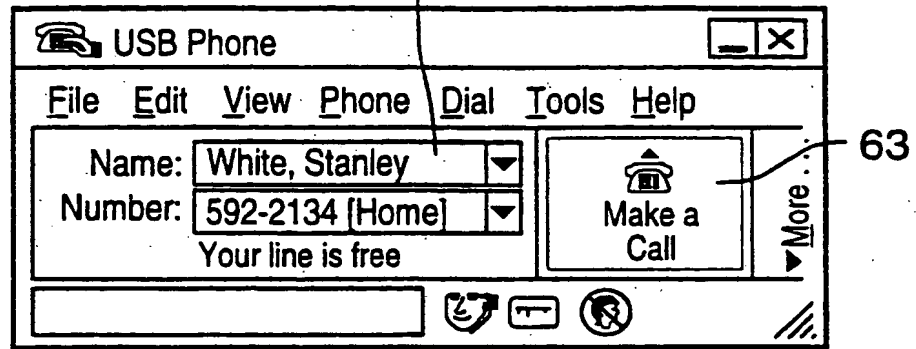 USB Phone
File Edit View Phone Dial Tools Help
Name: White, Stanley
Number: 592-2134 [Home]
Your line is free
Make a
Call
More...
63